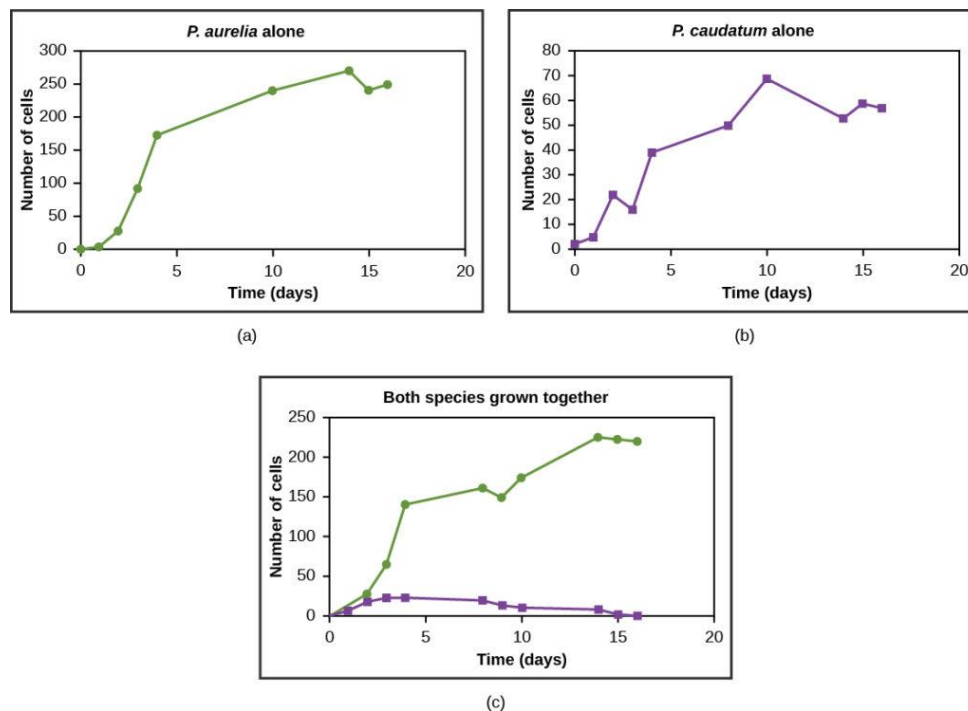 P. aurelia alone
300
250
200
150
100
50
0
Number of cells
0 5 10 15 20
Time (days)
(a)
P. caudatum alone
80
70
60
50
40
30
20
10
0
Number of cells
0 5 10 15 20
Time (days)
(b)
Both species grown together
250
200
150
100
50
0
Number of cells
0 5 10 15 20
Time (days)
(c)